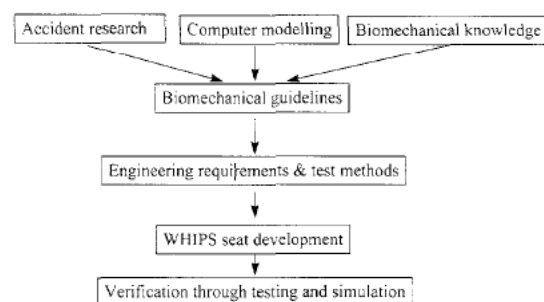 Accident research
Computer modelling
Biomechanical knowledge
Biomechanical guidelines
Engineering requirements & test methods
WHIPS seat development
Verification through testing and simulation